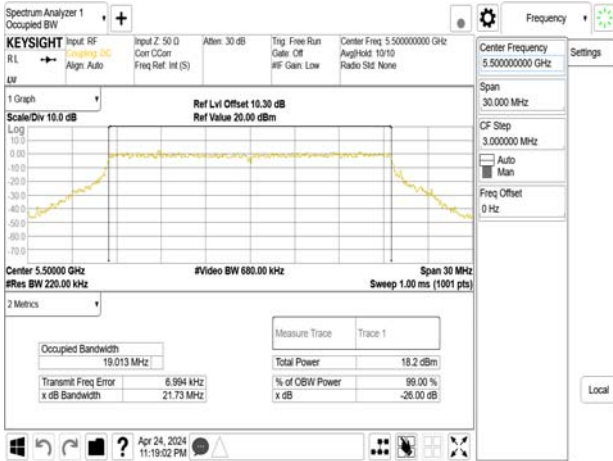 Spectrum Analyzer 1
Occupied BW
+
Frequency
KEYSIGHT
Input: RF
Coupling: DC
Align: Auto
Input Z: 50 Ω
Corr CCorr
Freq Ref: Int (S)
Atten: 30 dB
Trig: Free Run
Gate: Off
#IF Gain: Low
Center Freq: 5.500000000 GHz
Avg|Hold: 10/10
Radio Std: None
RL
Center Frequency
5.500000000 GHz
Settings
Span
30.000 MHz
CF Step
3.000000 MHz
Auto
Man
Freq Offset
0 Hz
Local
1 Graph
Scale/Div 10.0 dB
Ref Lvl Offset 10.30 dB
Ref Value 20.00 dBm
Log
10.0
0.00
-10.0
-20.0
-30.0
-40.0
-50.0
-60.0
-70.0
Center 5.50000 GHz
#Video BW 680.00 kHz
Span 30 MHz
#Res BW 220.00 kHz
Sweep 1.00 ms (1001 pts)
2 Metrics
Measure Trace
Trace 1
Occupied Bandwidth
19.013 MHz
Total Power
18.2 dBm
Transmit Freq Error
6.994 kHz
% of OBW Power
99.00 %
x dB Bandwidth
21.73 MHz
x dB
-26.00 dB
?
Apr 24, 2024
11:19:02 PM